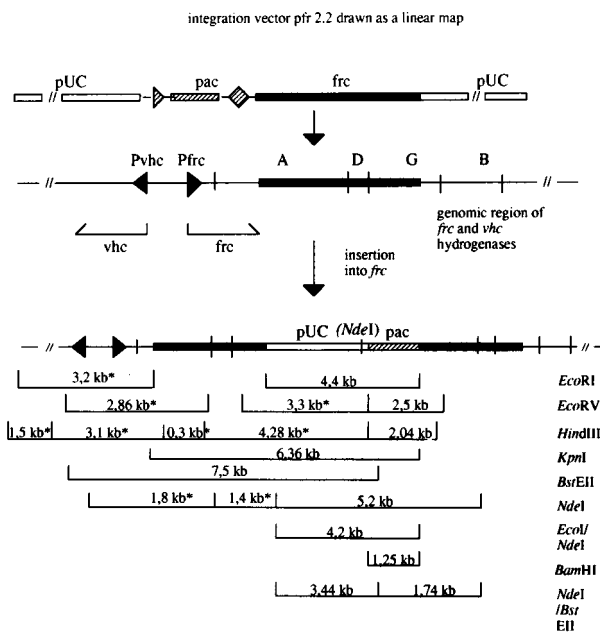 integration vector pfr 2.2 drawn as a linear map
pUC pac frc pUC
Pvhc Pfrc A D G B
vhc frc
genomic region of
frc and vhc
hydrogenases
insertion
into frc
pUC (NdeI) pac
3,2 kb* 4,4 kb EcoRI
2,86 kb* 3,3 kb* 2,5 kb EcoRV
1,5 kb* 3,1 kb* 0,3 kb* 4,28 kb* 2,04 kb HindIII
6,36 kb KpnI
7,5 kb BstEII
1,8 kb* 1,4 kb* 5,2 kb NdeI
4,2 kb EcoI/
NdeI
1,25 kb BamHI
3,44 kb 1,74 kb NdeI
/Bst
EII